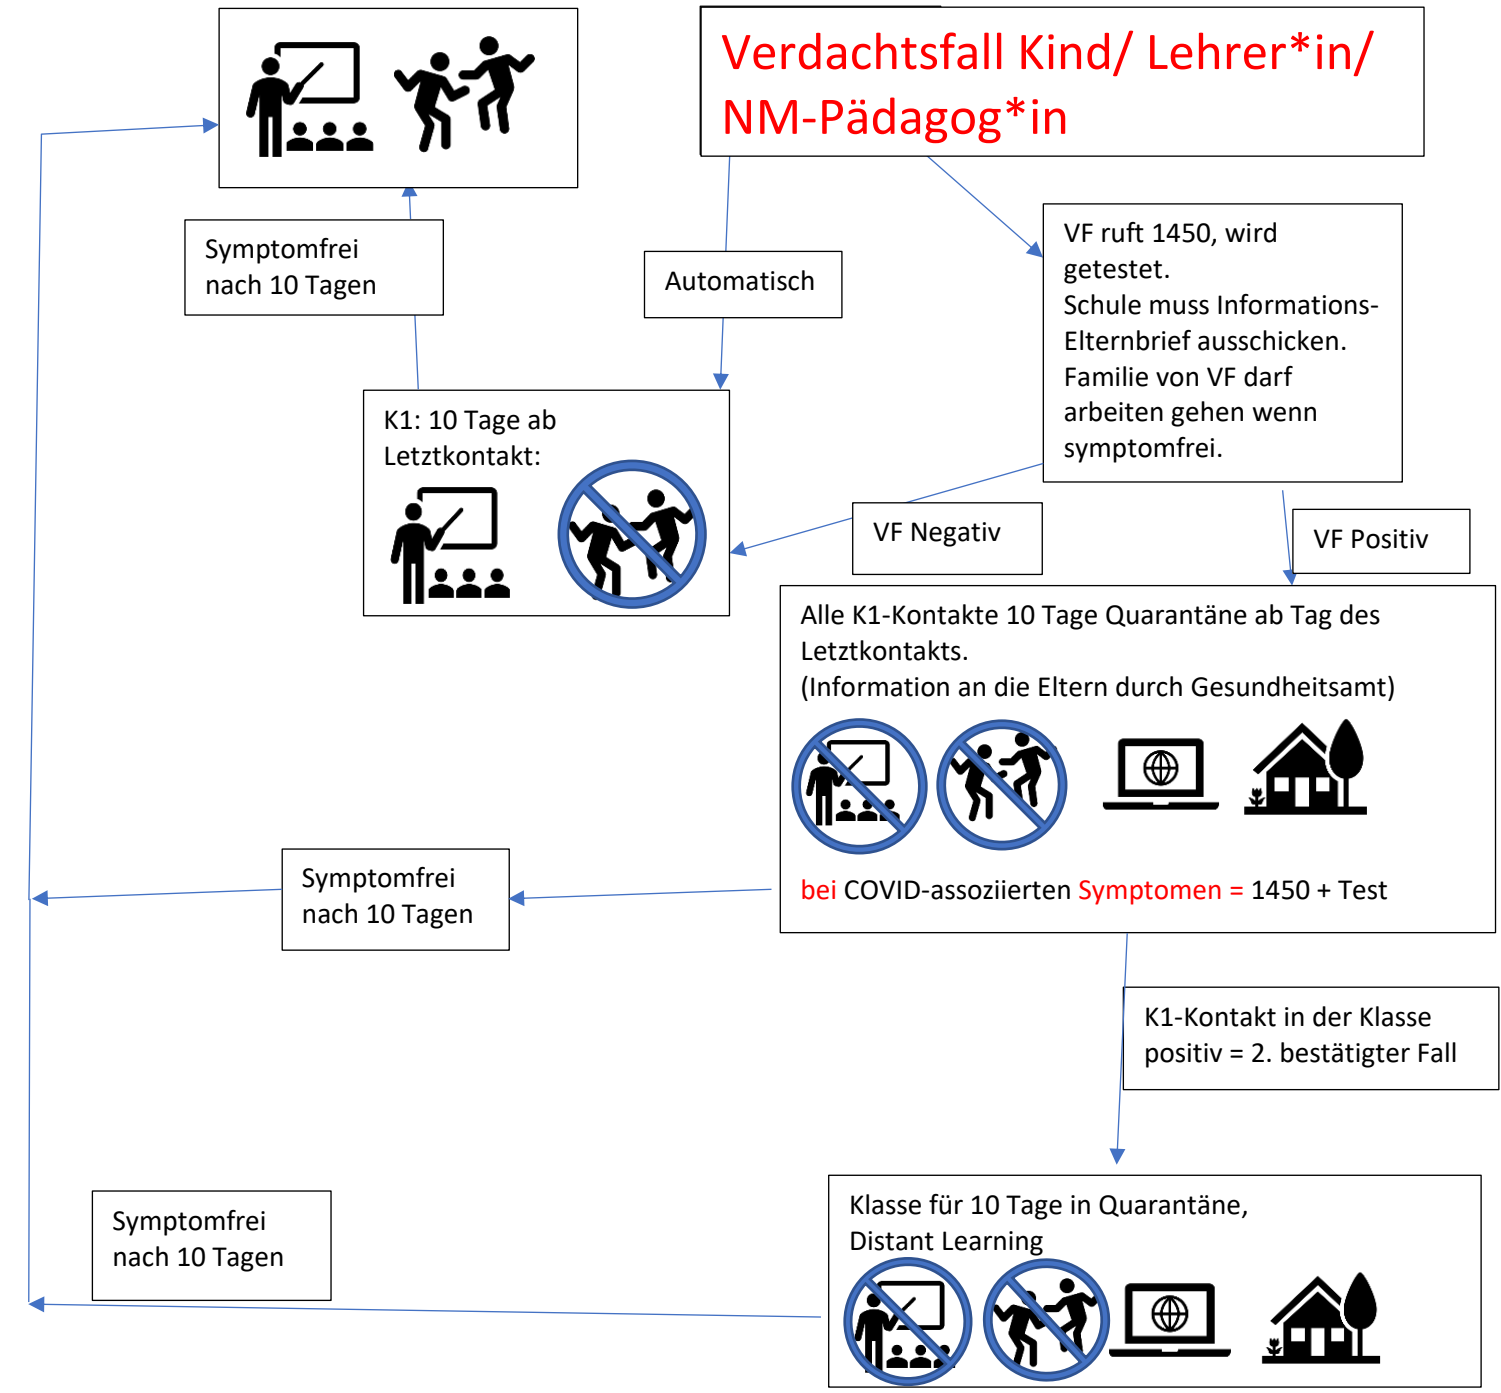 Verdachtsfall Kind/ Lehrer*in/
NM-Pädagog*in
Symptomfrei
nach 10 Tagen
Automatisch
VF ruft 1450, wird
getestet.
Schule muss Informations-
Elternbrief ausschicken.
Familie von VF darf
arbeiten gehen wenn
symptomfrei.
K1: 10 Tage ab
Letztkontakt:
VF Negativ
VF Positiv
Alle K1-Kontakte 10 Tage Quarantäne ab Tag des
Letztkontakts.
(Information an die Eltern durch Gesundheitsamt)
bei COVID-assoziierten Symptomen = 1450 + Test
Symptomfrei
nach 10 Tagen
K1-Kontakt in der Klasse
positiv = 2. bestätigter Fall
Symptomfrei
nach 10 Tagen
Klasse für 10 Tage in Quarantäne,
Distant Learning